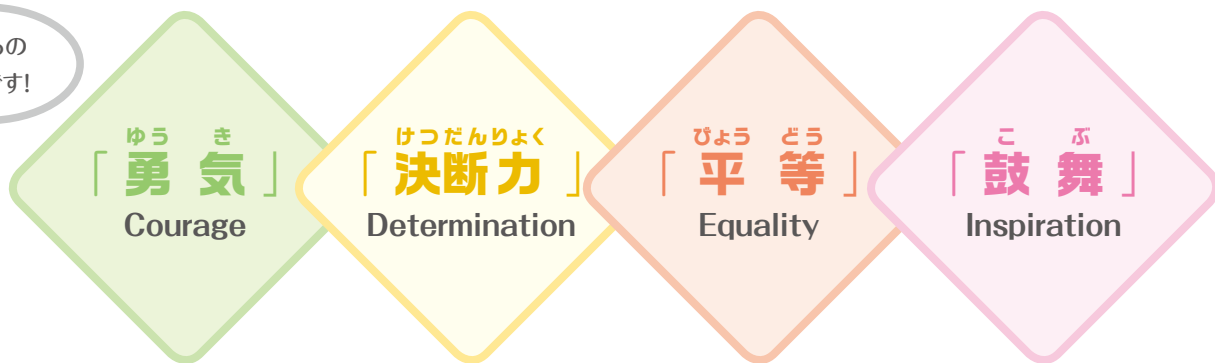 の
す!
ゆう き
「勇気」
Courage
けつだんりょく
「決断力」
Determination
びょう どう
「平等」
Equality
こ ぶ
「鼓舞」
Inspiration